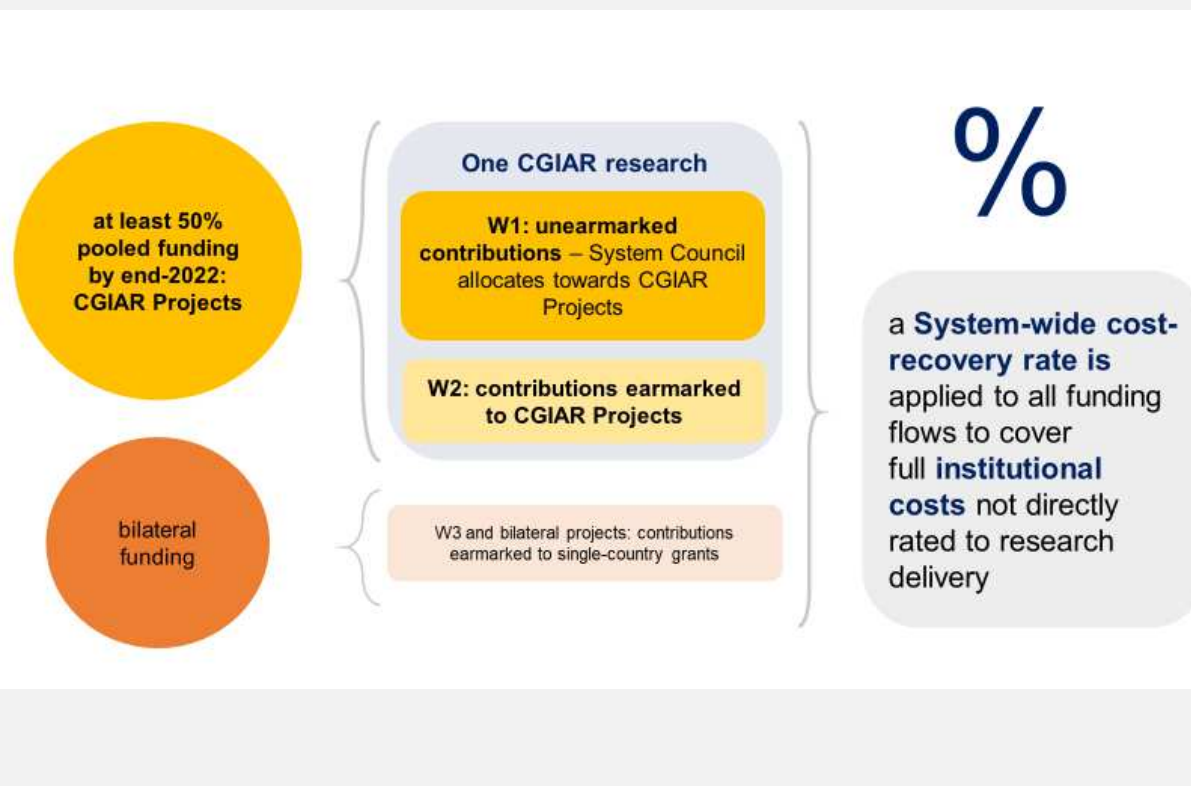 at least 50%
pooled funding
by end-2022:
CGIAR Projects
bilateral
funding
One CGIAR research
W1: unearmarked
contributions – System Council
allocates towards CGIAR
Projects
W2: contributions earmarked
to CGIAR Projects
W3 and bilateral projects: contributions
earmarked to single-country grants
%
a System-wide cost-
recovery rate is
applied to all funding
flows to cover
full institutional
costs not directly
rated to research
delivery